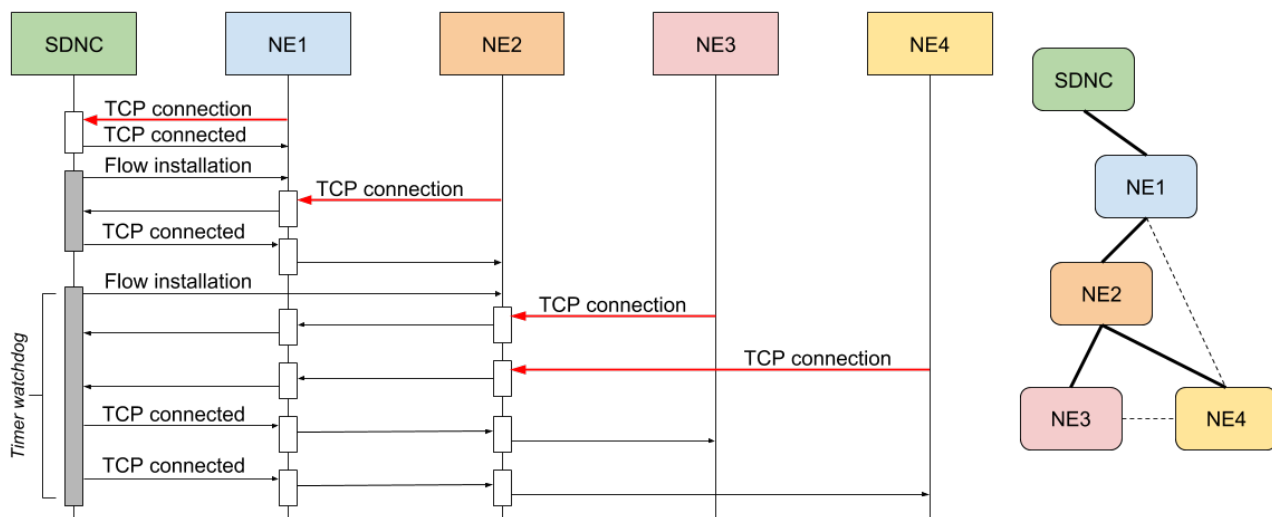 SDNC
NE1
NE2
NE3
NE4
TCP connection
TCP connected
Flow installation
TCP connection
TCP connected
Flow installation
TCP connection
TCP connection
TCP connected
TCP connected
Timer watchdog
SDNC
NE1
NE2
NE3
NE4